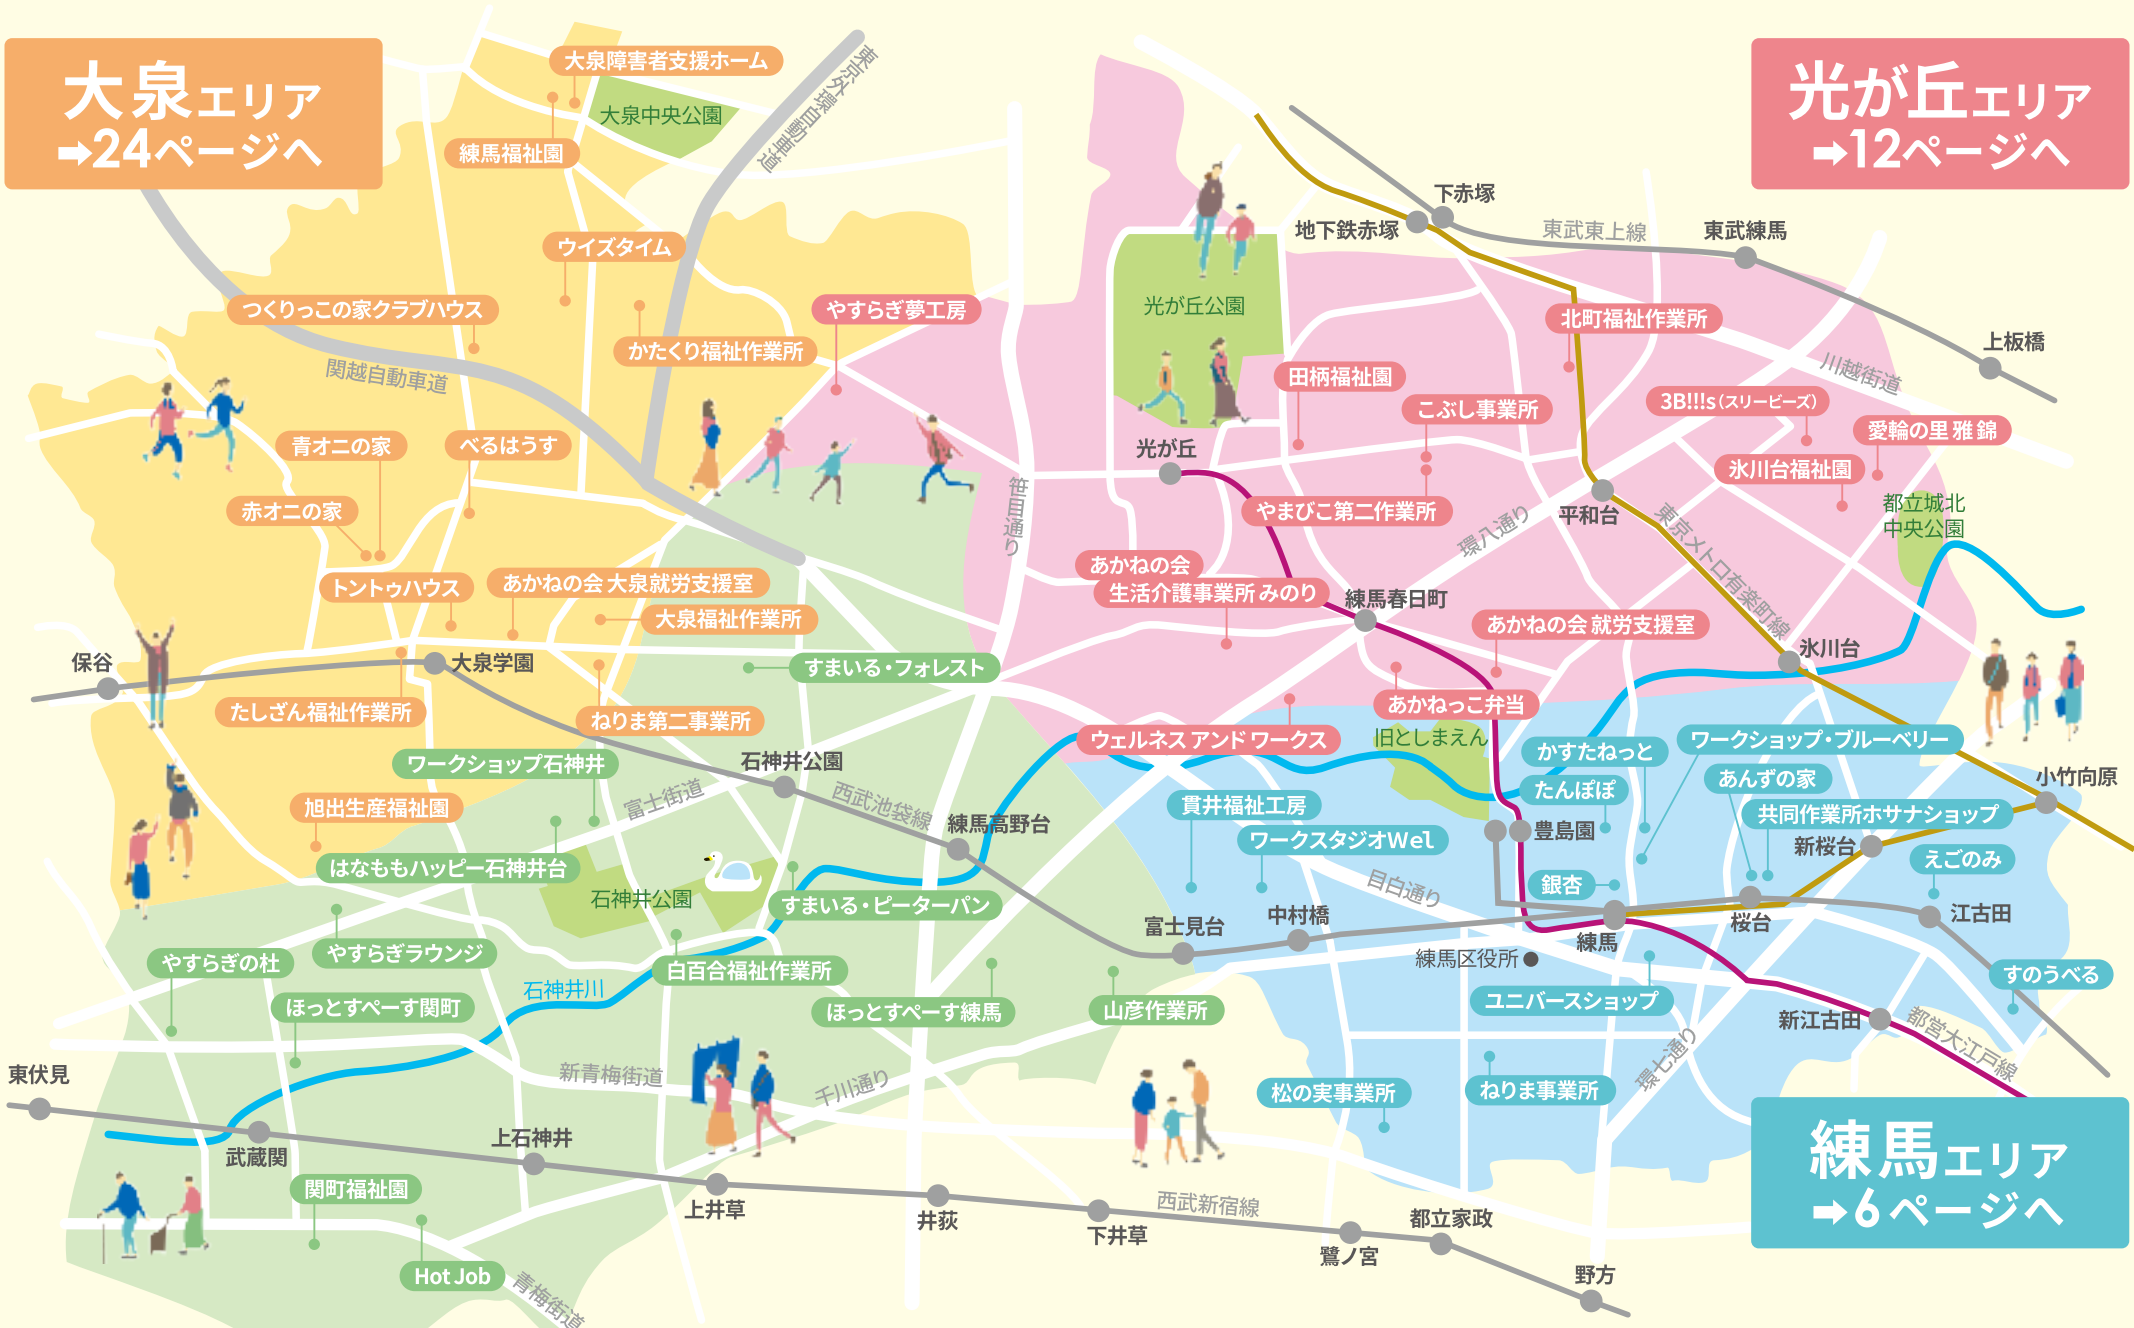 大泉エリア
➡24ページへ
光が丘エリア
➡12ページへ
練馬エリア
➡6ページへ
大泉障害者支援ホーム
大泉中央公園
練馬福祉園
東京外環自動車道
ウイズタイム
つくりっこの家クラブハウス
かたくり福祉作業所
やすらぎ夢工房
関越自動車道
青オニの家
べるはうす
赤オニの家
トントゥハウス
あかねの会 大泉就労支援室
大泉福祉作業所
保谷
大泉学園
たしざん福祉作業所
ねりま第二事業所
旭出生産福祉園
下赤塚
地下鉄赤塚
東武東上線
東武練馬
上板橋
光が丘公園
北町福祉作業所
川越街道
田柄福祉園
こぶし事業所
3B!!!s（スリービーズ）
愛輪の里 雅 錦
氷川台福祉園
都立城北
中央公園
光が丘
笹目通り
やまびこ第二作業所
環八通り
平和台
東京メトロ有楽町線
あかねの会
生活介護事業所 みのり
練馬春日町
あかねの会 就労支援室
氷川台
あかねっこ弁当
ウェルネス アンド ワークス
すまいる・フォレスト
ワークショップ石神井
富士街道
石神井公園
西武池袋線
練馬高野台
はなももハッピー石神井台
石神井公園
すまいる・ピーターパン
やすらぎラウンジ
やすらぎの杜
白百合福祉作業所
石神井川
ほっとすぺーす関町
ほっとすぺーす練馬
山彦作業所
新青梅街道
千川通り
東伏見
武蔵関
上石神井
関町福祉園
上井草
井荻
下井草
西武新宿線
都立家政
鷺ノ宮
野方
Hot Job
青梅街道
旧としまえん
かすたねっと
ワークショップ・ブルーベリー
たんぽぽ
あんずの家
小竹向原
貫井福祉工房
共同作業所ホサナショップ
ワークスタジオWel
豊島園
新桜台
えごのみ
目白通り
銀杏
富士見台
中村橋
練馬
桜台
江古田
練馬区役所
すのうべる
ユニバースショップ
新江古田
都営大江戸線
環七通り
松の実事業所
ねりま事業所